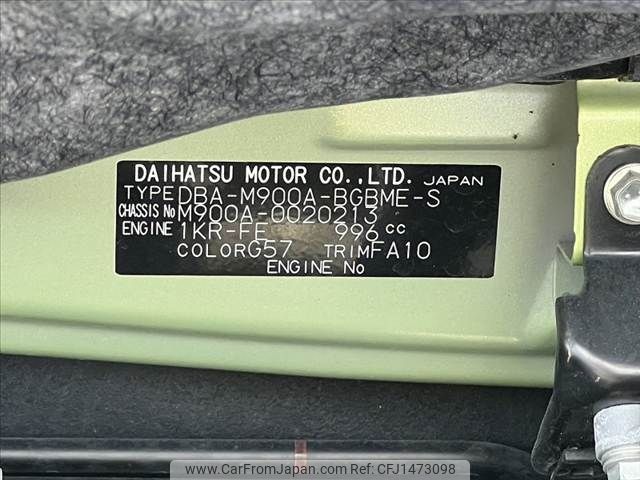 DAIHATSU MOTOR CO.,LTD. JAPAN
TYPE DBA-M900A-BGBME-S
CHASSIS No M900A-0020213
ENGINE 1KR-FE 996 cc
COLOR G57 TRIM FA10
ENGINE No
www.CarFromJapan.com | CFJ1473098